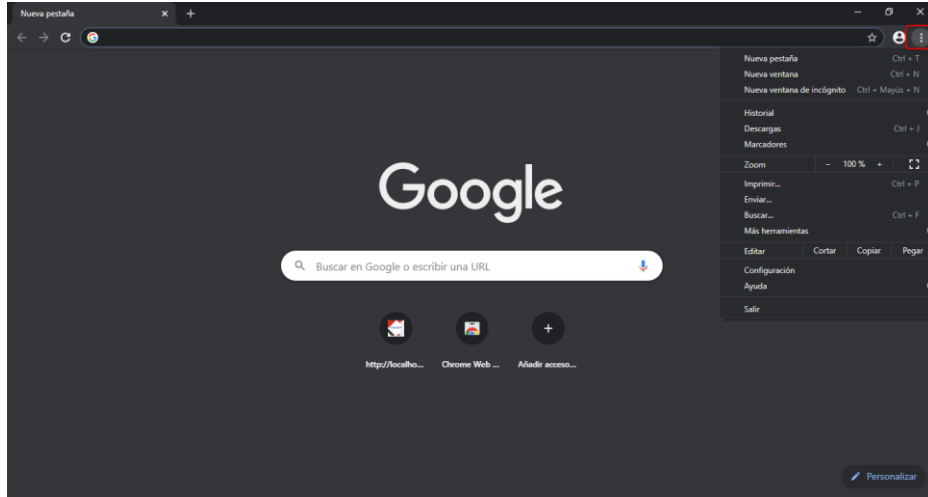 Nueva pestaña
Nueva pestaña Ctrl + T
Nueva ventana Ctrl + N
Nueva ventana de incógnito Ctrl + Mayús + N
Historial
Descargas Ctrl + J
Marcadores
Zoom - 100 % +
Imprimir... Ctrl + P
Enviar...
Buscar... Ctrl + F
Más herramientas
Editar Cortar Copiar Pegar
Configuración
Ayuda
Salir
Google
Buscar en Google o escribir una URL
http://localho... Chrome Web ... Añadir acceso...
Personalizar